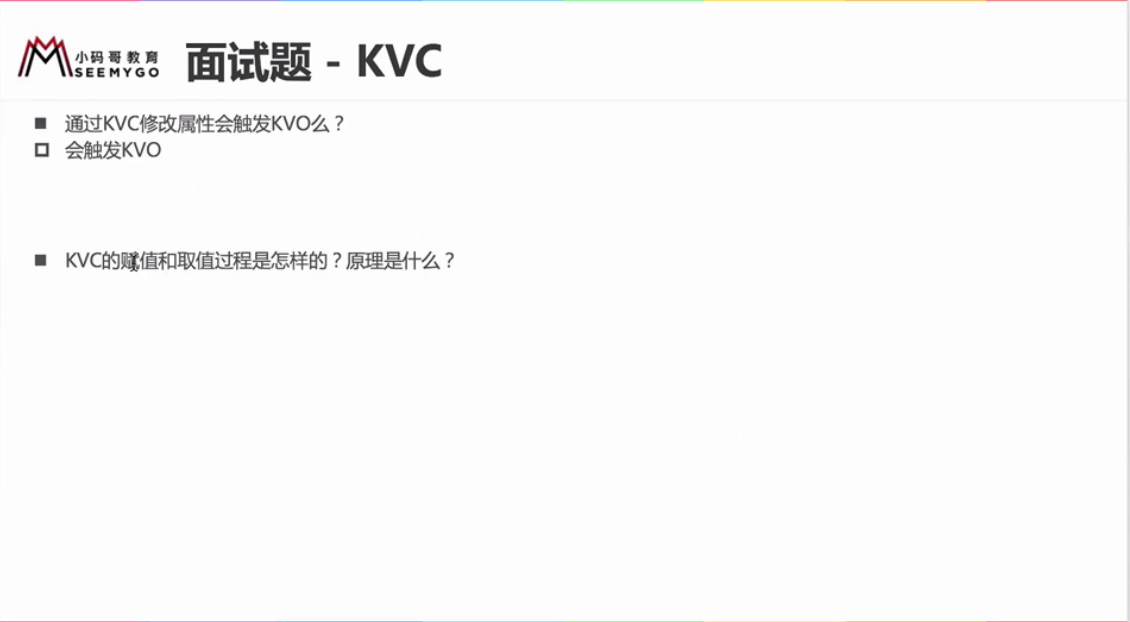 小码哥教育
SEEMYGO
面试题 - KVC
通过KVC修改属性会触发KVO么？
会触发KVO
KVC的赋值和取值过程是怎样的？原理是什么？